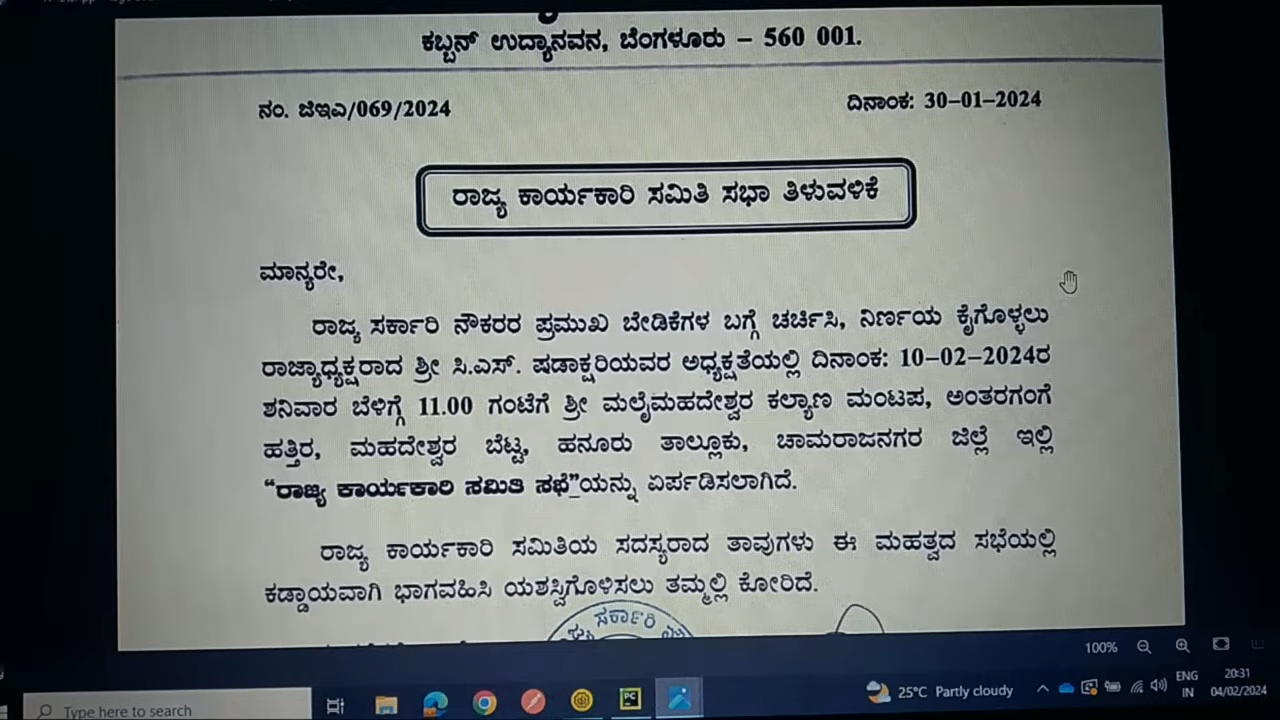 ಕಬ್ಬನ್ ಉದ್ಯಾನವನ, ಬೆಂಗಳೂರು – 560 001.
ನಂ. ಜಿಇಎ/069/2024 ದಿನಾಂಕ: 30–01–2024
ರಾಜ್ಯ ಕಾರ್ಯಕಾರಿ ಸಮಿತಿ ಸಭಾ ತಿಳುವಳಿಕೆ
ಮಾನ್ಯರೇ,
ರಾಜ್ಯ ಸರ್ಕಾರಿ ನೌಕರರ ಪ್ರಮುಖ ಬೇಡಿಕೆಗಳ ಬಗ್ಗೆ ಚರ್ಚಿಸಿ, ನಿರ್ಣಯ ಕೈಗೊಳ್ಳಲು
ರಾಜ್ಯಾಧ್ಯಕ್ಷರಾದ ಶ್ರೀ ಸಿ.ಎಸ್. ಷಡಾಕ್ಷರಿಯವರ ಅಧ್ಯಕ್ಷತೆಯಲ್ಲಿ ದಿನಾಂಕ: 10–02–2024ರ
ಶನಿವಾರ ಬೆಳಿಗ್ಗೆ 11.00 ಗಂಟೆಗೆ ಶ್ರೀ ಮಲೈಮಹದೇಶ್ವರ ಕಲ್ಯಾಣ ಮಂಟಪ, ಅಂತರಗಂಗೆ
ಹತ್ತಿರ, ಮಹದೇಶ್ವರ ಬೆಟ್ಟ, ಹನೂರು ತಾಲ್ಲೂಕು, ಚಾಮರಾಜನಗರ ಜಿಲ್ಲೆ ಇಲ್ಲಿ
“ರಾಜ್ಯ ಕಾರ್ಯಕಾರಿ ಸಮಿತಿ ಸಭೆ”ಯನ್ನು ಏರ್ಪಡಿಸಲಾಗಿದೆ.
ರಾಜ್ಯ ಕಾರ್ಯಕಾರಿ ಸಮಿತಿಯ ಸದಸ್ಯರಾದ ತಾವುಗಳು ಈ ಮಹತ್ವದ ಸಭೆಯಲ್ಲಿ
ಕಡ್ಡಾಯವಾಗಿ ಭಾಗವಹಿಸಿ ಯಶಸ್ವಿಗೊಳಿಸಲು ತಮ್ಮಲ್ಲಿ ಕೋರಿದೆ.
ಸರ್ಕಾರಿ
100%
Type here to search 25°C Partly cloudy ENG IN 20:31 04/02/2024